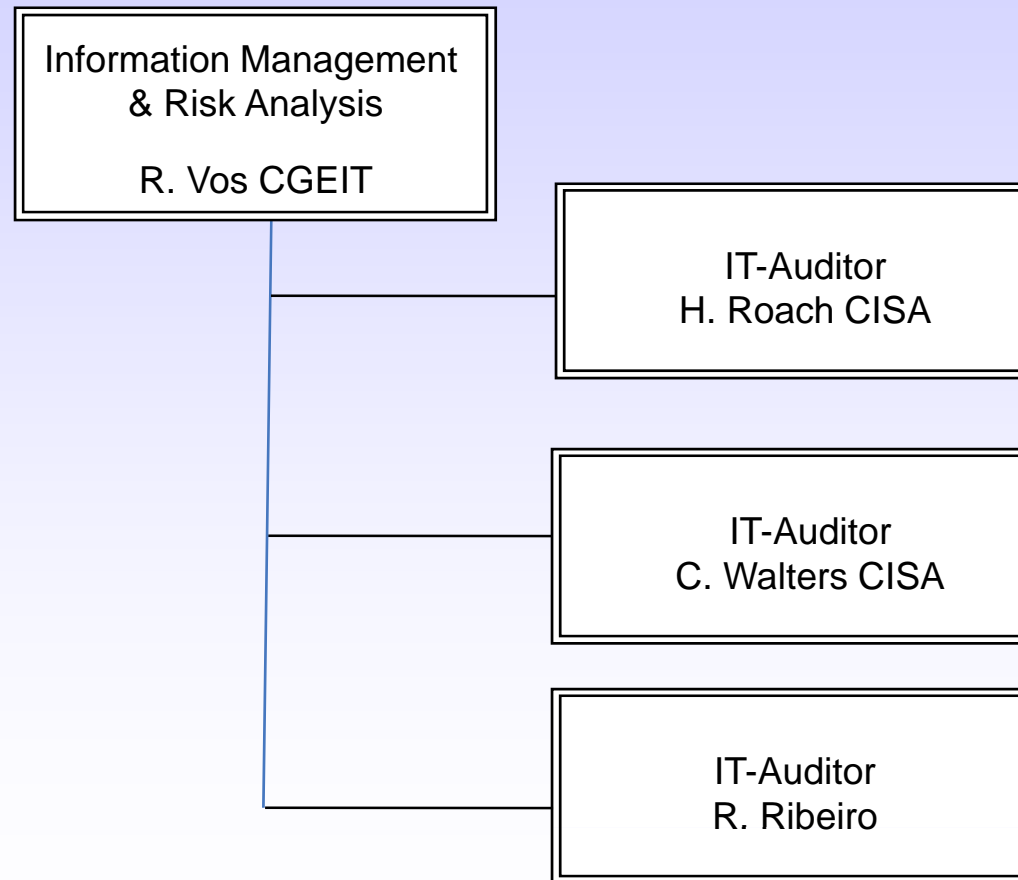 Information Management
& Risk Analysis
R. Vos CGEIT
IT-Auditor
H. Roach CISA
IT-Auditor
C. Walters CISA
IT-Auditor
R. Ribeiro